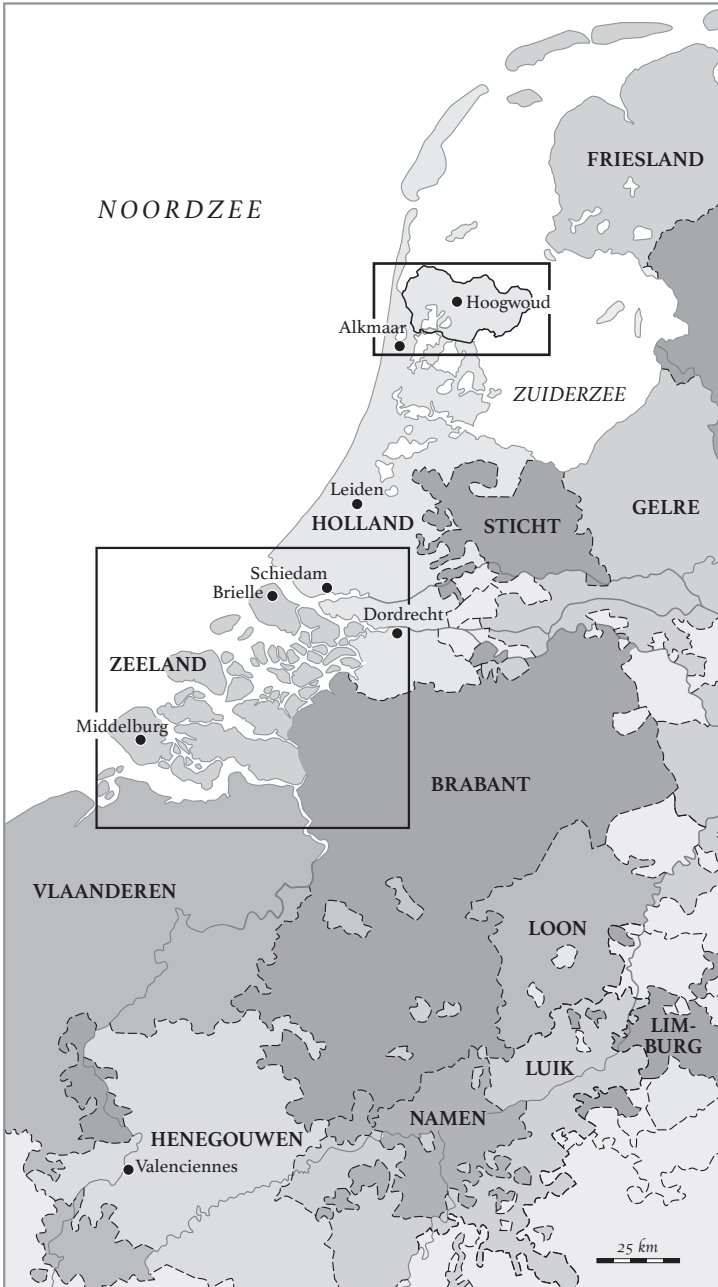 FRIESLAND
NOORDZEE
Hoogwoud
Alkmaar
ZUIDERZEE
Leiden
HOLLAND
STICHT
GELRE
Schiedam
Brielle
Dordrecht
ZEELAND
Middelburg
BRABANT
VLAANDEREN
LOON
LIM-
BURG
LUIK
NAMEN
HENEGOUWEN
Valenciennes
25 km